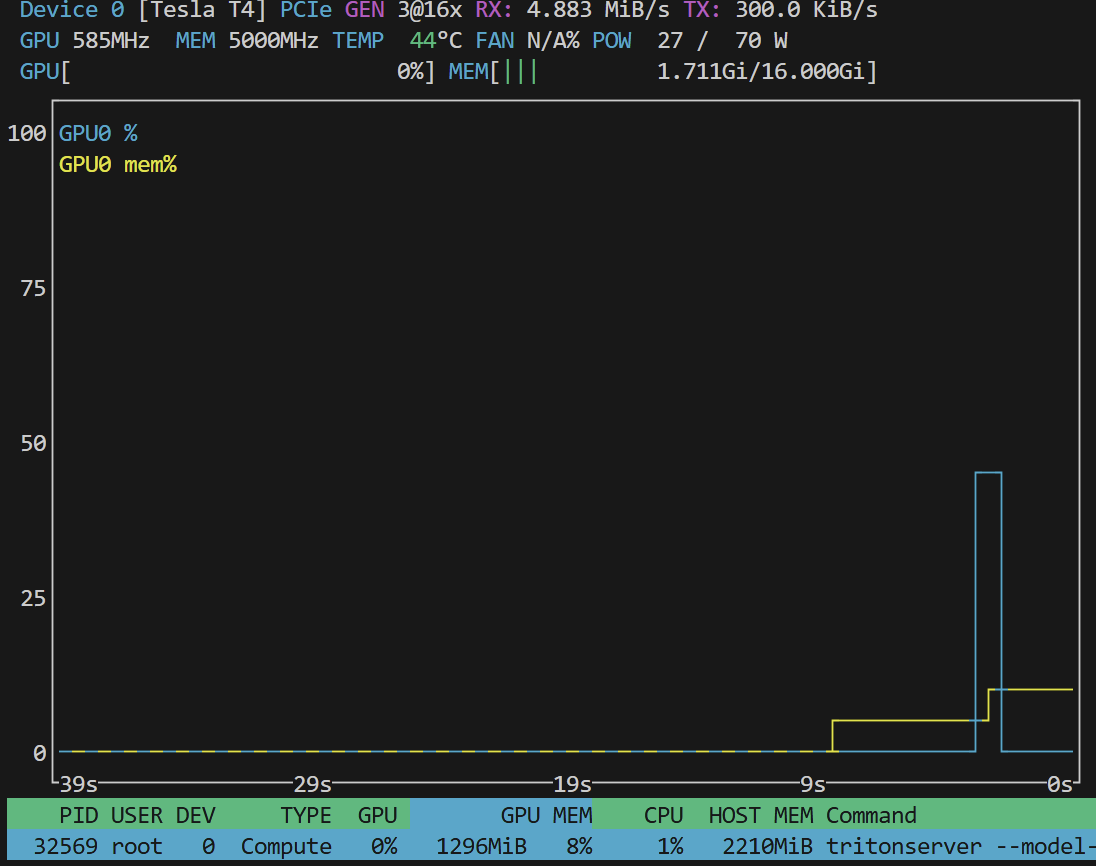 Device 0 [Tesla T4] PCIe GEN 3@16x RX: 4.883 MiB/s TX: 300.0 KiB/s
GPU 585MHz MEM 5000MHz TEMP 44°C FAN N/A% POW 27 / 70 W
GPU[ 0%] MEM[||| 1.711Gi/16.000Gi]
100
GPU0 %
GPU0 mem%
75
50
25
0
39s 29s 19s 9s 0s
PID USER DEV TYPE GPU GPU MEM CPU HOST MEM Command
32569 root 0 Compute 0% 1296MiB 8% 1% 2210MiB tritonserver --model-